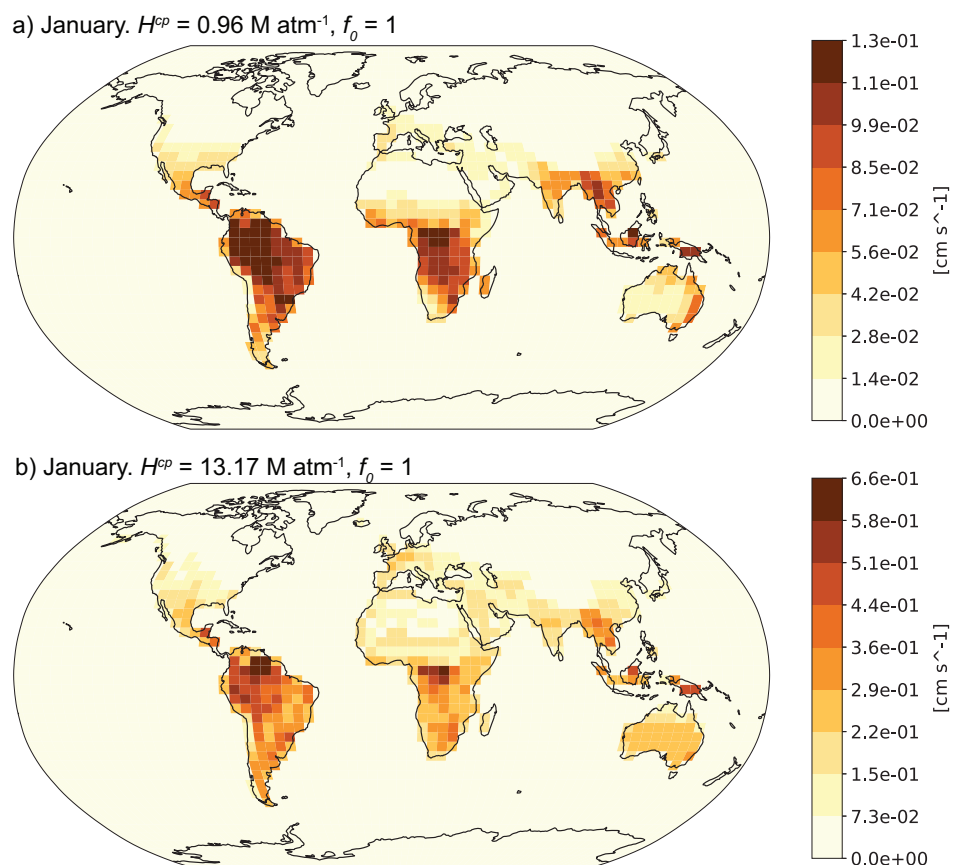 a) January. H^cp = 0.96 M atm⁻¹, f₀ = 1
1.3e-01
1.1e-01
9.9e-02
8.5e-02
7.1e-02
5.6e-02
4.2e-02
2.8e-02
1.4e-02
0.0e+00
[cm s^-1]
b) January. H^cp = 13.17 M atm⁻¹, f₀ = 1
6.6e-01
5.8e-01
5.1e-01
4.4e-01
3.6e-01
2.9e-01
2.2e-01
1.5e-01
7.3e-02
0.0e+00
[cm s^-1]